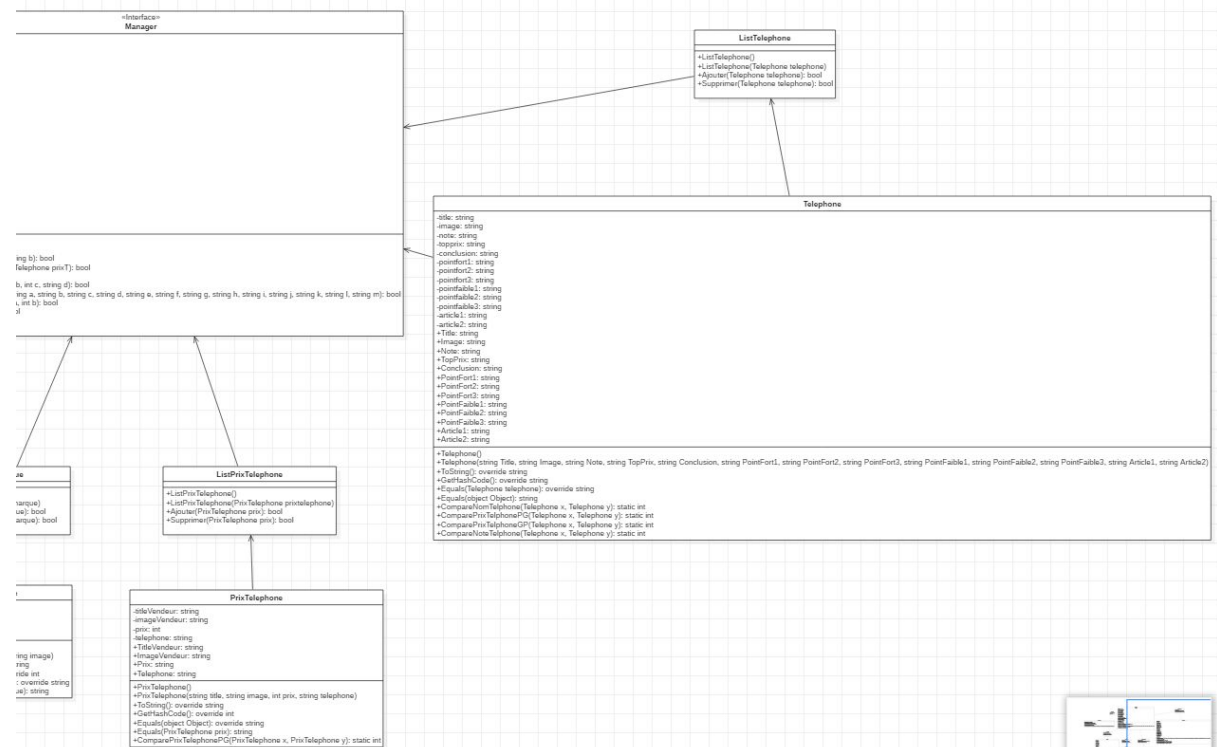 «Interface»
Manager
ing b): bool
Telephone prixT): bool
b, int c, string d): bool
ing a, string b, string c, string d, string e, string f, string g, string h, string i, string j, string k, string l, string m): bool
, int b): bool
ListTelephone
+ListTelephone()
+ListTelephone(Telephone telephone)
+Ajouter(Telephone telephone): bool
+Supprimer(Telephone telephone): bool
Telephone
-title: string
-image: string
-note: string
-topprix: string
-conclusion: string
-pointfort1: string
-pointfort2: string
-pointfort3: string
-pointfaible1: string
-pointfaible2: string
-pointfaible3: string
-article1: string
-article2: string
+Title: string
+Image: string
+Note: string
+TopPrix: string
+Conclusion: string
+PointFort1: string
+PointFort2: string
+PointFort3: string
+PointFaible1: string
+PointFaible2: string
+PointFaible3: string
+Article1: string
+Article2: string
+Telephone()
+Telephone(string Title, string Image, string Note, string TopPrix, string Conclusion, string PointFort1, string PointFort2, string PointFort3, string PointFaible1, string PointFaible2, string PointFaible3, string Article1, string Article2)
+ToString(): override string
+GetHashCode(): override string
+Equals(Telephone telephone): override string
+Equals(object Object): string
+CompareNomTelphone(Telephone x, Telephone y): static int
+ComparePrixTelphonePG(Telephone x, Telephone y): static int
+ComparePrixTelphoneGP(Telephone x, Telephone y): static int
+CompareNoteTelphone(Telephone x, Telephone y): static int
ue
marque)
ue): bool
arque): bool
ListPrixTelephone
+ListPrixTelephone()
+ListPrixTelephone(PrixTelephone prixtelephone)
+Ajouter(PrixTelephone prix): bool
+Supprimer(PrixTelephone prix): bool
ring image)
ring
ride int
: override string
ue): string
PrixTelephone
-titleVendeur: string
-imageVendeur: string
-prix: int
-telephone: string
+TitleVendeur: string
+ImageVendeur: string
+Prix: string
+Telephone: string
+PrixTelephone()
+PrixTelephone(string title, string image, int prix, string telephone)
+ToString(): override string
+GetHashCode(): override int
+Equals(object Object): override string
+Equals(PrixTelephone prix): string
+ComparePrixTelephonePG(PrixTelephone x, PrixTelephone y): static int